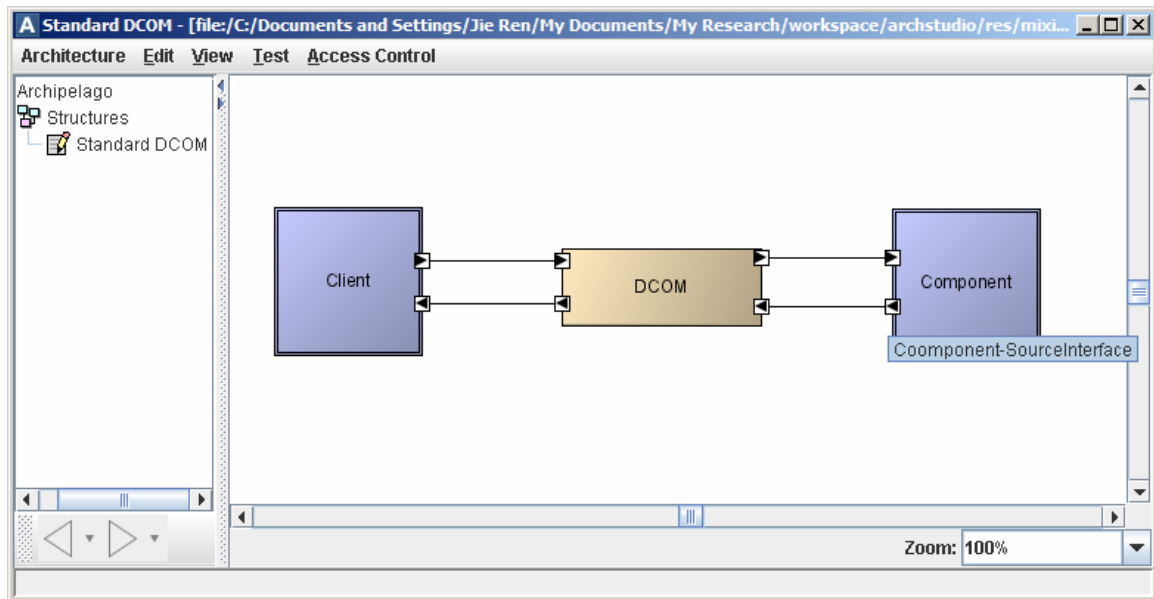 A Standard DCOM - [file:/C:/Documents and Settings/Jie Ren/My Documents/My Research/workspace/archstudio/res/mixi...
Architecture Edit View Test Access Control
Archipelago
Structures
Standard DCOM
Client
DCOM
Component
Coomponent-SourceInterface
Zoom: 100%